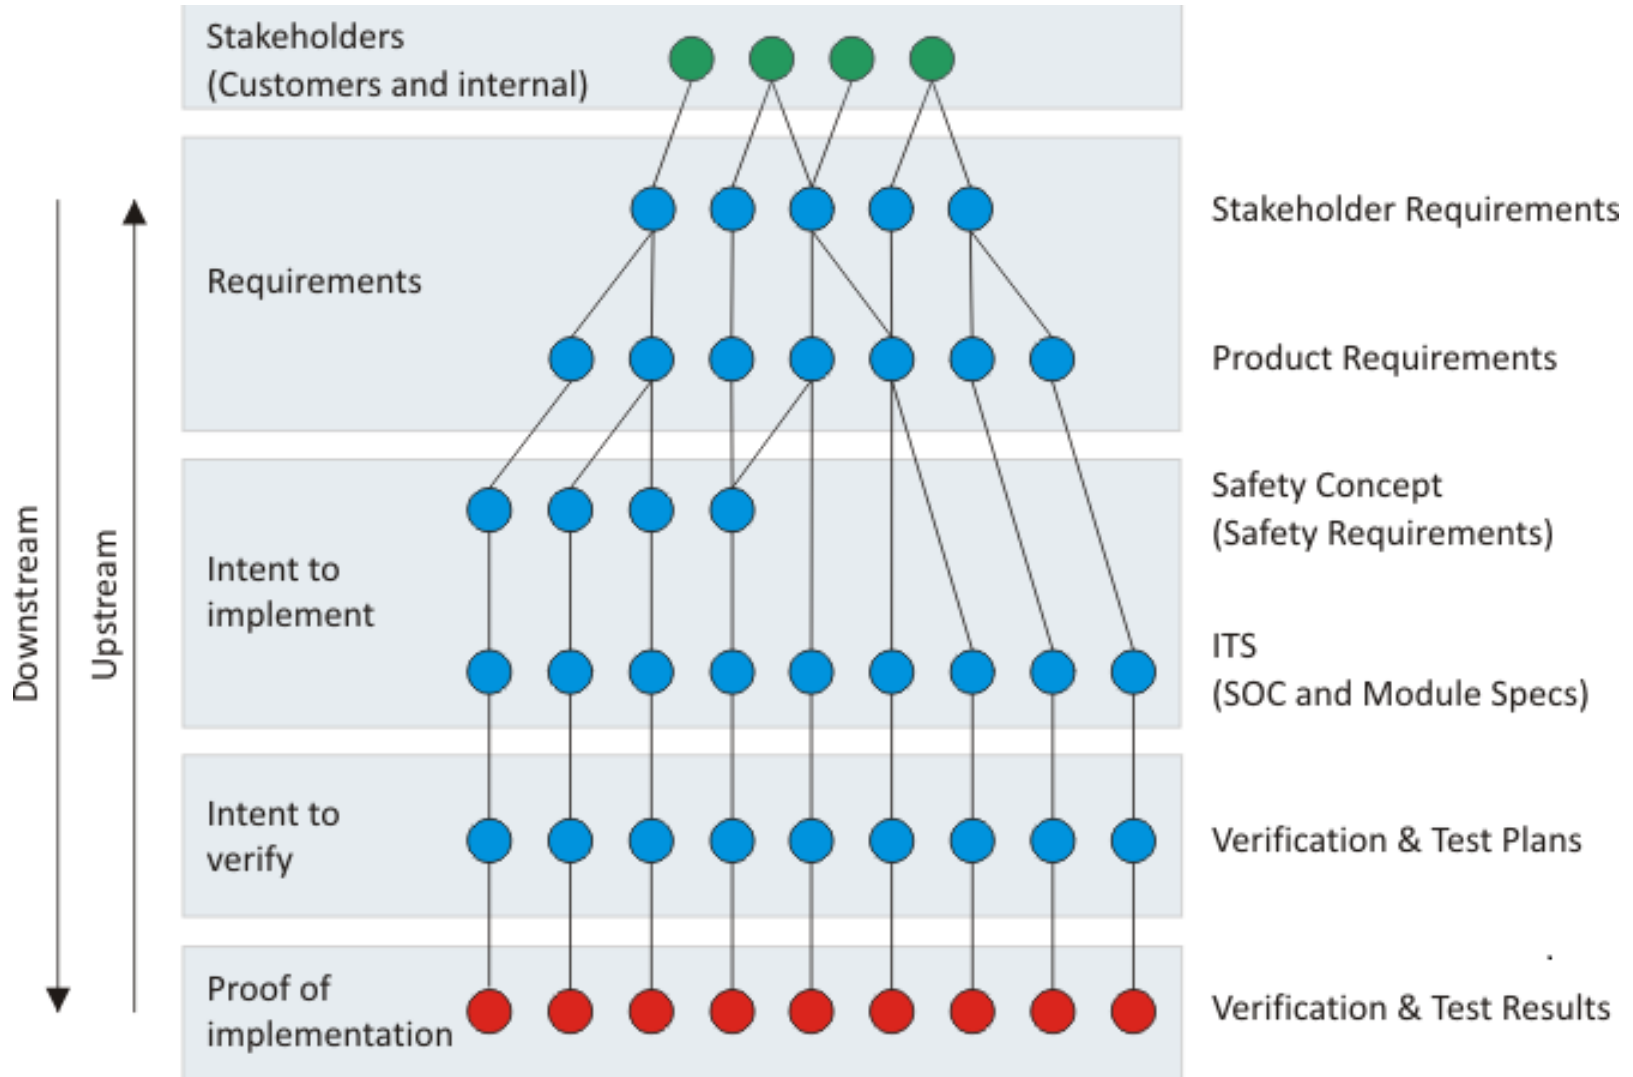 Stakeholders
(Customers and internal)
Requirements
Stakeholder Requirements
Product Requirements
Intent to
implement
Safety Concept
(Safety Requirements)
ITS
(SOC and Module Specs)
Intent to
verify
Verification & Test Plans
Proof of
implementation
Verification & Test Results
Downstream
Upstream